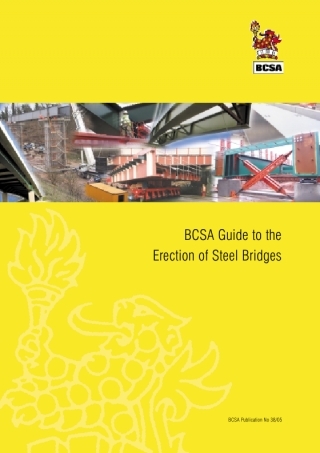 BCSA
BCSA Guide to the
Erection of Steel Bridges
BCSA Publication No 38/05